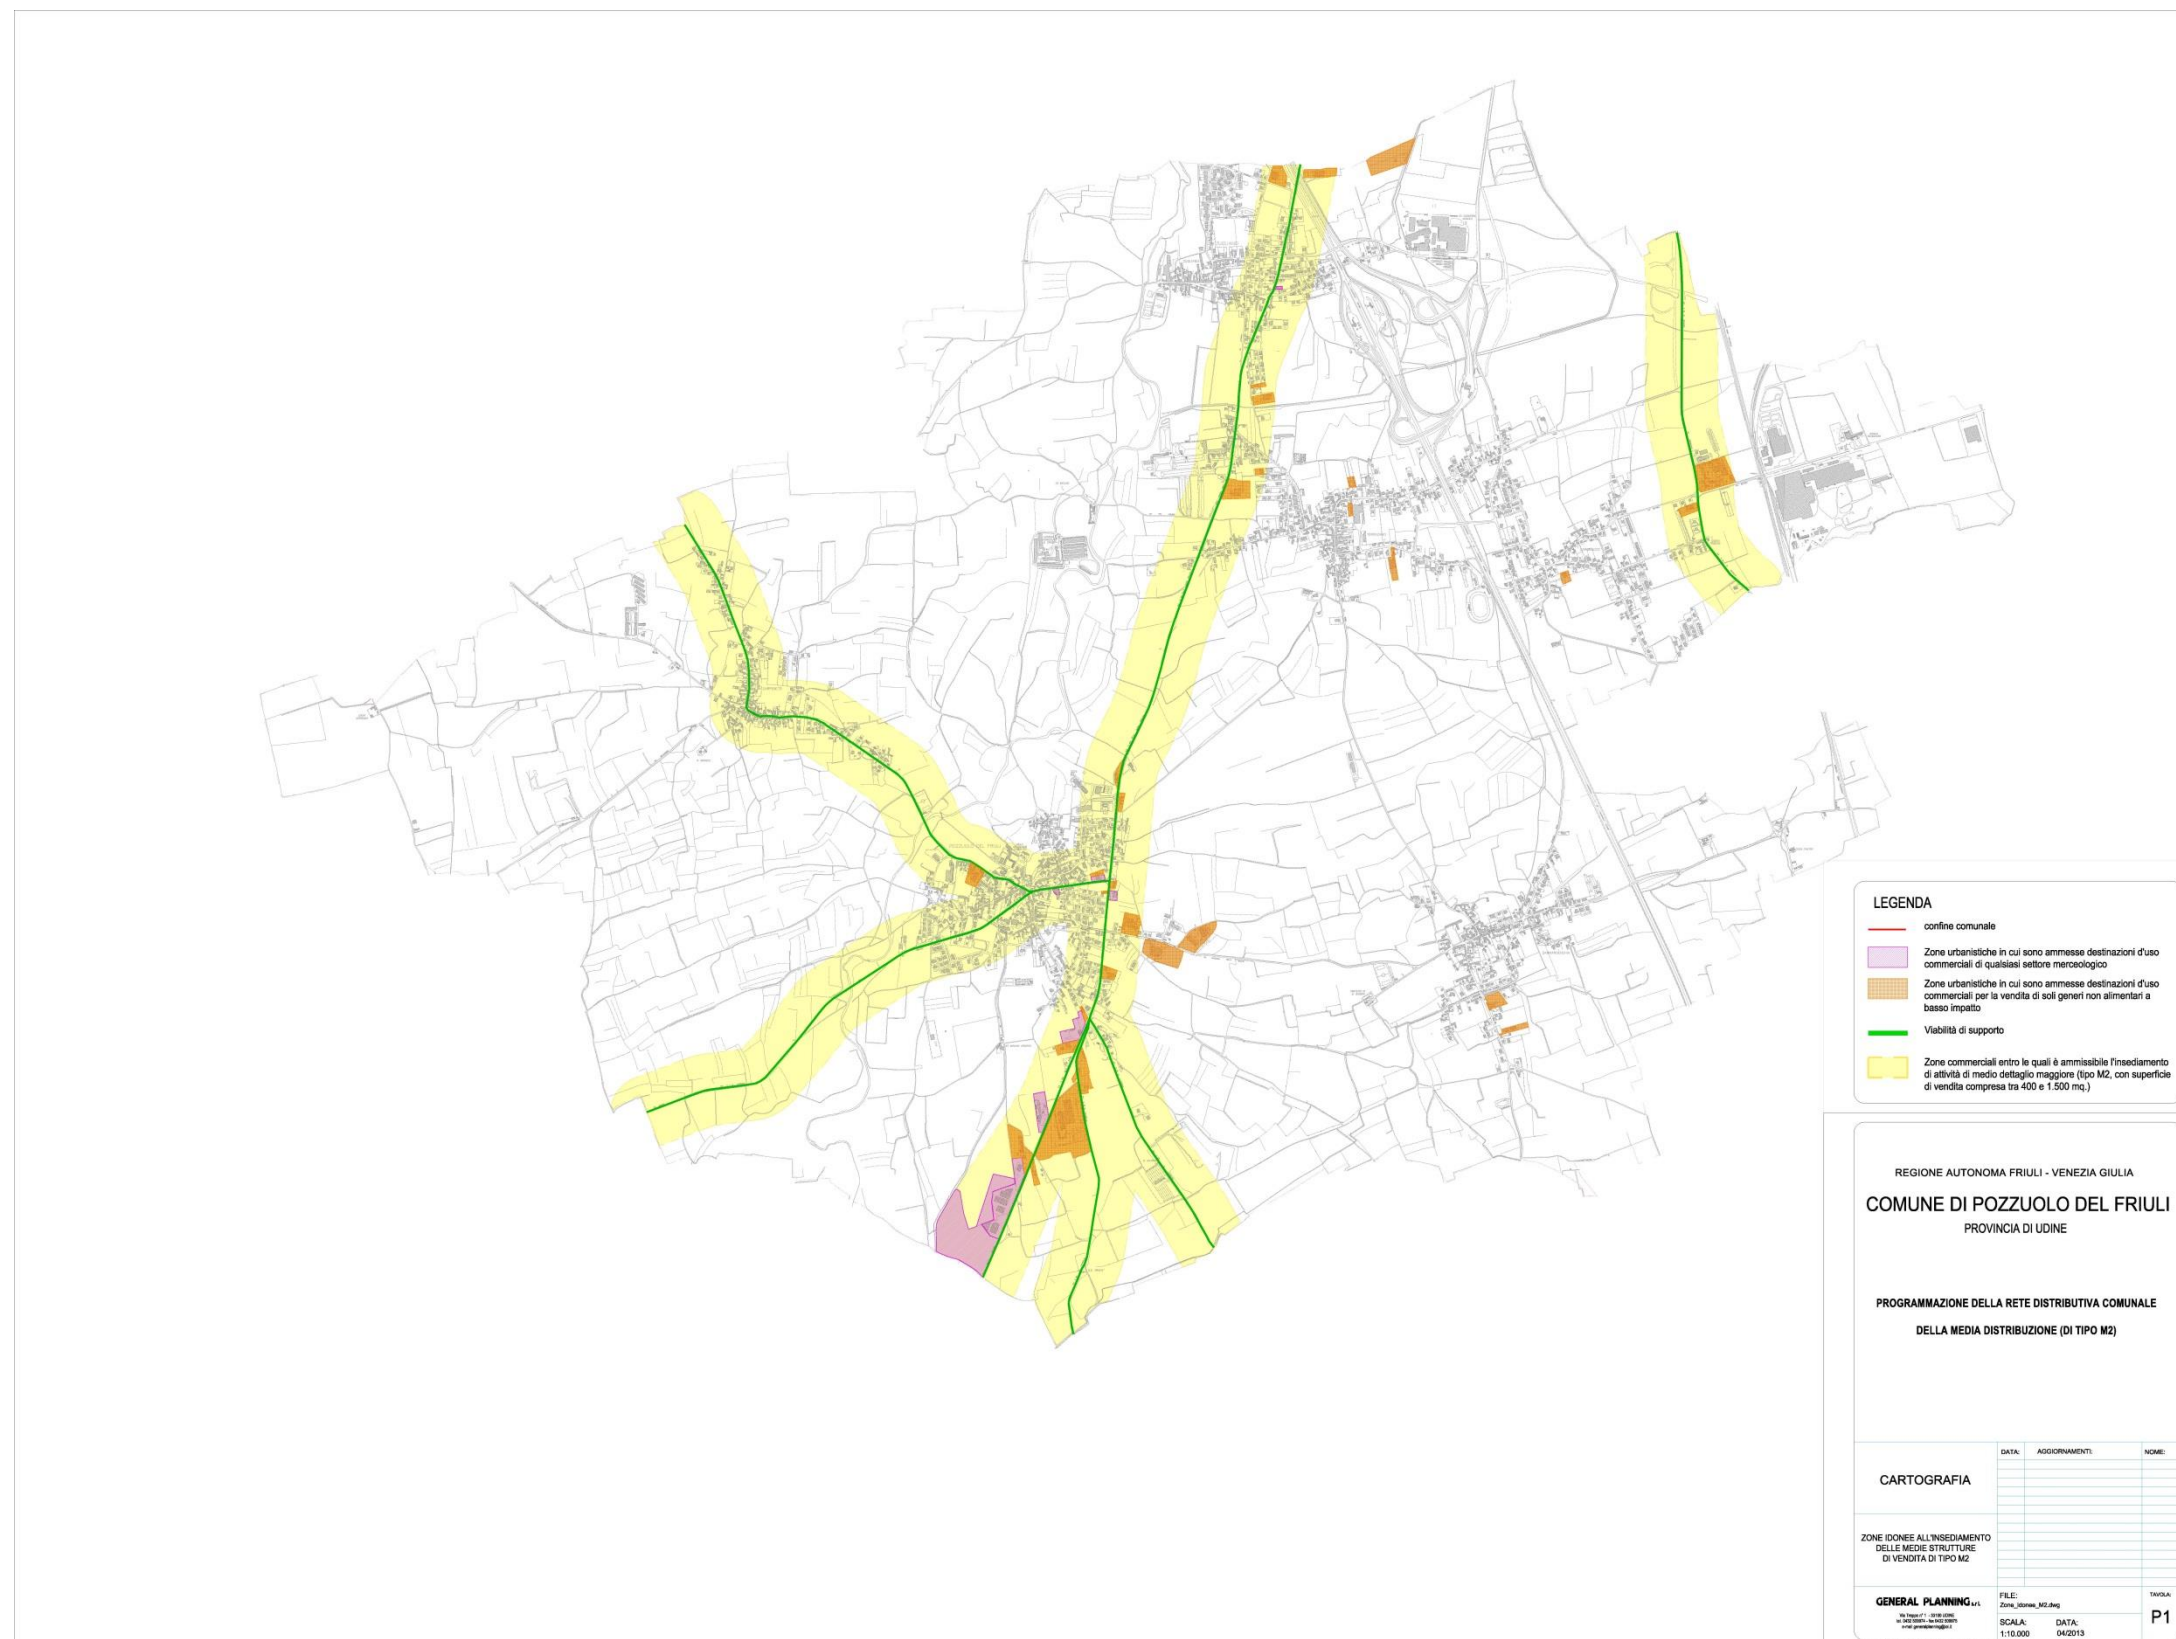 POZZUOLO DEL FRIULI
LEGENDA
confine comunale
Zone urbanistiche in cui sono ammesse destinazioni d'uso
commerciali di qualsiasi settore merceologico
Zone urbanistiche in cui sono ammesse destinazioni d'uso
commerciali per la vendita di soli generi non alimentari a
basso impatto
Viabilità di supporto
Zone commerciali entro le quali è ammissibile l'insediamento
di attività di medio dettaglio maggiore (tipo M2, con superficie
di vendita compresa tra 400 e 1.500 mq.)
REGIONE AUTONOMA FRIULI - VENEZIA GIULIA
COMUNE DI POZZUOLO DEL FRIULI
PROVINCIA DI UDINE
PROGRAMMAZIONE DELLA RETE DISTRIBUTIVA COMUNALE
DELLA MEDIA DISTRIBUZIONE (DI TIPO M2)
DATA: AGGIORNAMENTI: NOME:
CARTOGRAFIA
ZONE IDONEE ALL'INSEDIAMENTO
DELLE MEDIE STRUTTURE
DI VENDITA DI TIPO M2
GENERAL PLANNING s.r.l.
FILE:
Zone_idonee_M2.dwg
TAVOLA:
P1
SCALA: DATA:
1:10.000 04/2013